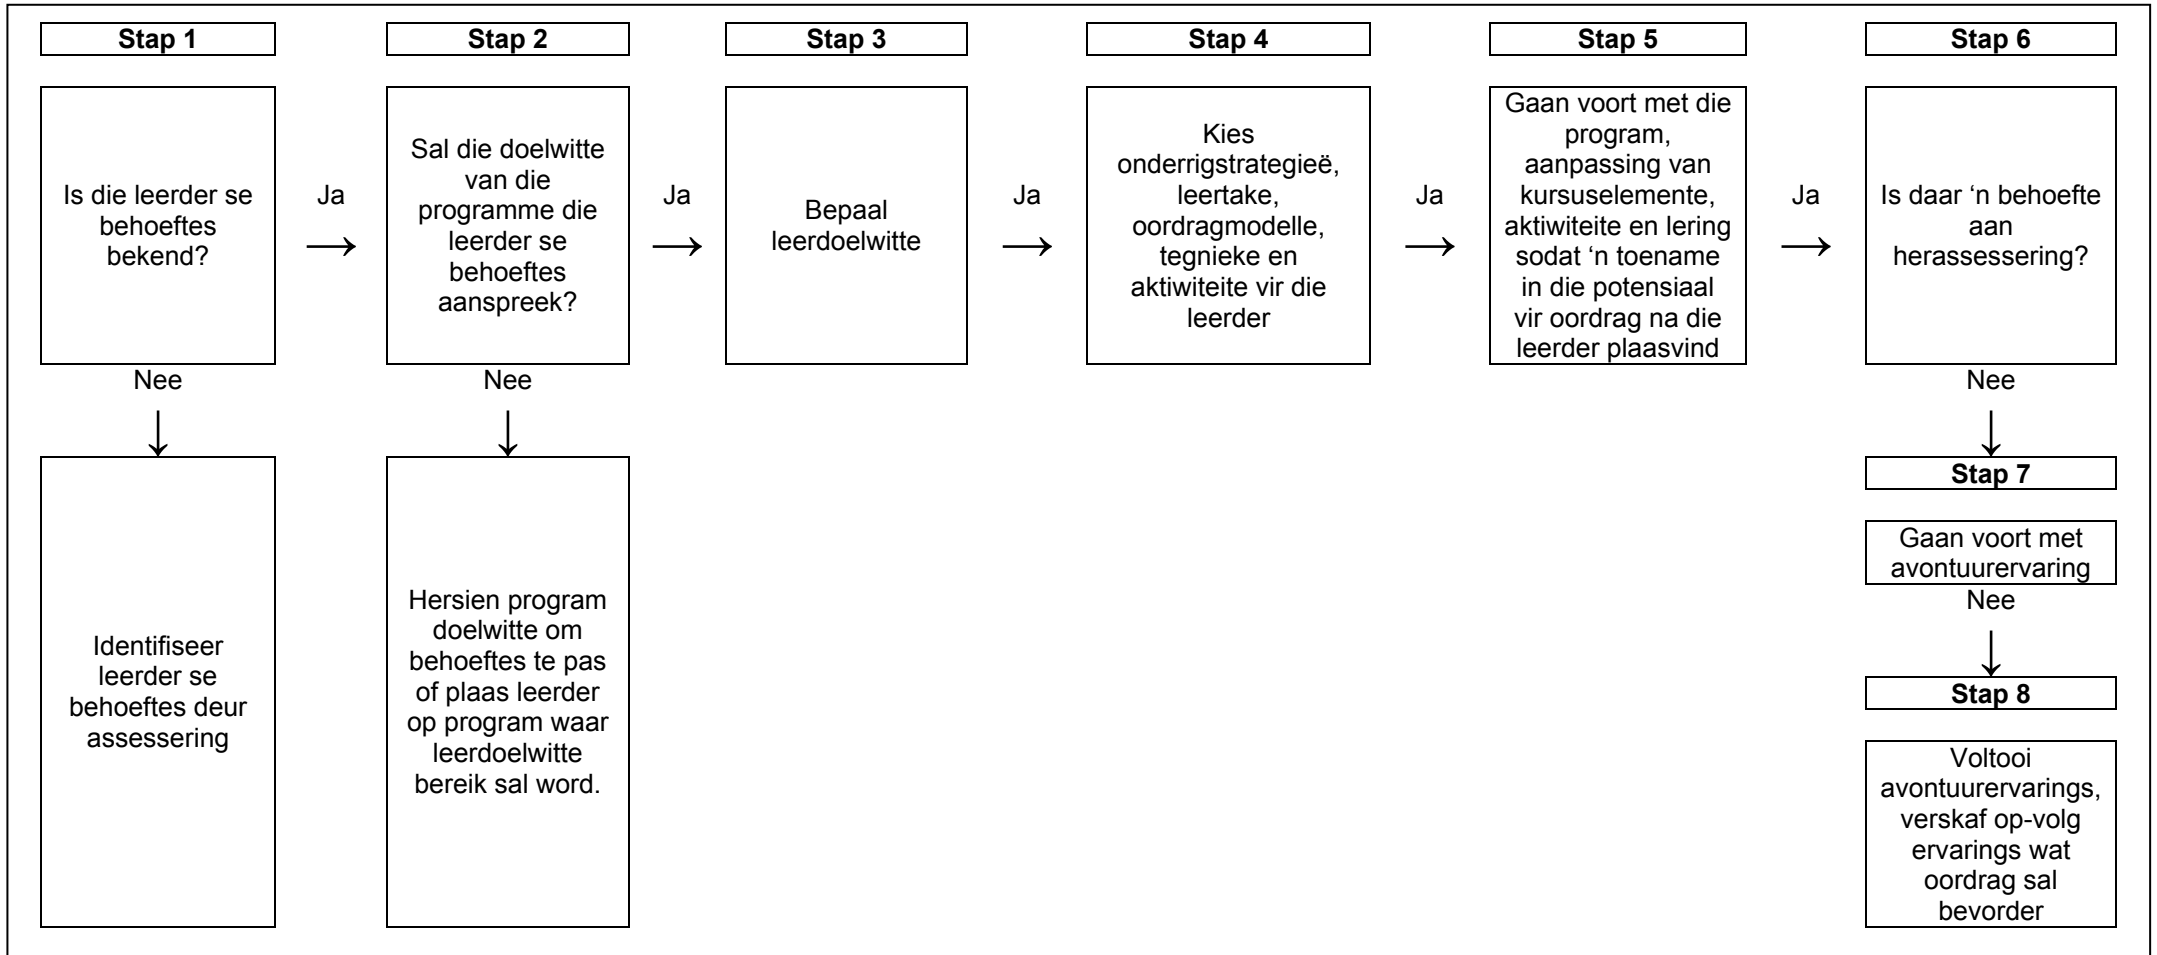 Stap 1
Is die leerder se
behoeftes
bekend?
Nee
Identifiseer
leerder se
behoeftes deur
assessering
Ja
Stap 2
Sal die doelwitte
van die
programme die
leerder se
behoeftes
aanspreek?
Nee
Hersien program
doelwitte om
behoeftes te pas
of plaas leerder
op program waar
leerdoelwitte
bereik sal word.
Ja
Stap 3
Bepaal
leerdoelwitte
Ja
Stap 4
Kies
onderrigstrategieë,
leertake,
oordragmodelle,
tegnieke en
aktiwiteite vir die
leerder
Ja
Stap 5
Gaan voort met die
program,
aanpassing van
kursuselemente,
aktiwiteite en lering
sodat ‘n toename
in die potensiaal
vir oordrag na die
leerder plaasvind
Ja
Stap 6
Is daar ‘n behoefte
aan
herassessering?
Nee
Stap 7
Gaan voort met
avontuurervaring
Nee
Stap 8
Voltooi
avontuurervarings,
verskaf op-volg
ervarings wat
oordrag sal
bevorder